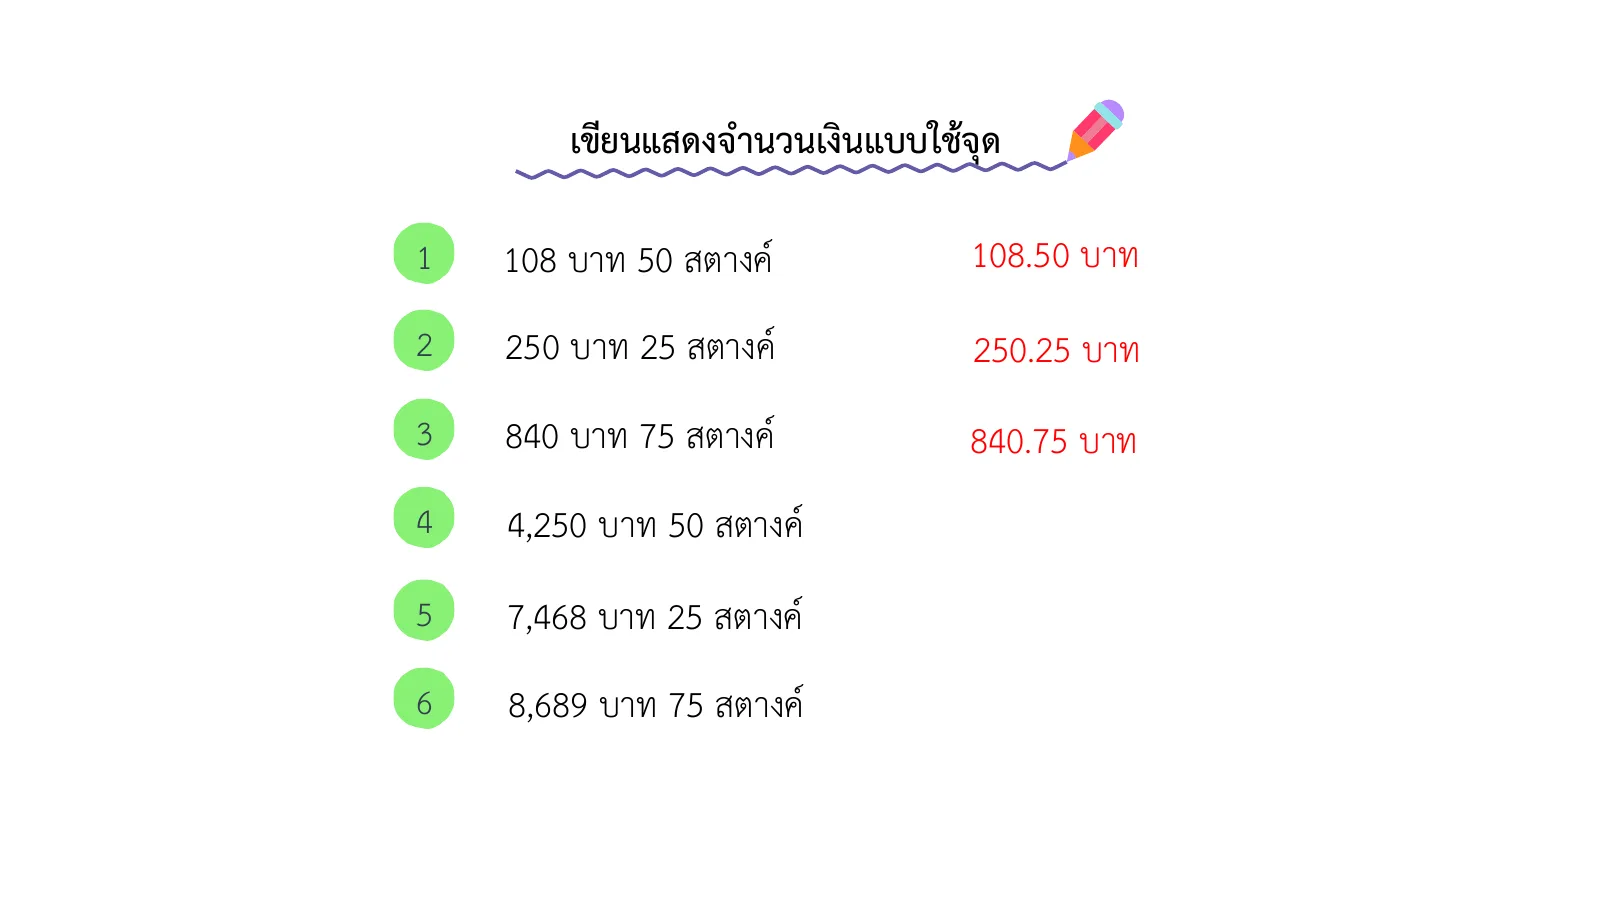 เขียนแสดงจำนวนเงินแบบใช้จุด
1 108 บาท 50 สตางค์ 108.50 บาท
2 250 บาท 25 สตางค์ 250.25 บาท
3 840 บาท 75 สตางค์ 840.75 บาท
4 4,250 บาท 50 สตางค์
5 7,468 บาท 25 สตางค์
6 8,689 บาท 75 สตางค์